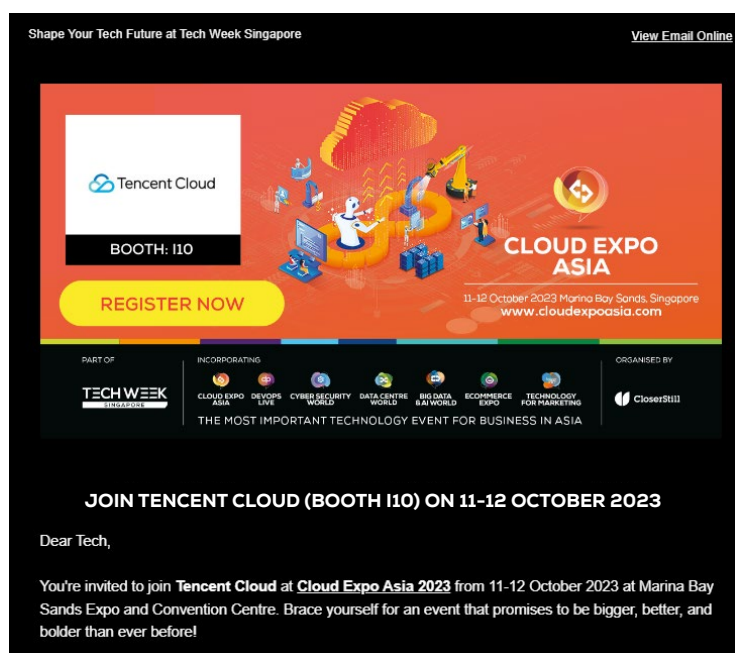 Shape Your Tech Future at Tech Week Singapore
View Email Online
Tencent Cloud
BOOTH: I10
REGISTER NOW
CLOUD EXPO
ASIA
11-12 October 2023 Marina Bay Sands, Singapore
www.cloudexpoasia.com
PART OF
TECH WEEK
SINGAPORE
INCORPORATING
CLOUD EXPO
ASIA
DEVOPS
LIVE
CYBER SECURITY
WORLD
DATA CENTRE
WORLD
BIG DATA
& AI WORLD
ECOMMERCE
EXPO
TECHNOLOGY
FOR MARKETING
THE MOST IMPORTANT TECHNOLOGY EVENT FOR BUSINESS IN ASIA
ORGANISED BY
CloserStill
JOIN TENCENT CLOUD (BOOTH I10) ON 11-12 OCTOBER 2023
Dear Tech,
You're invited to join Tencent Cloud at Cloud Expo Asia 2023 from 11-12 October 2023 at Marina Bay
Sands Expo and Convention Centre. Brace yourself for an event that promises to be bigger, better, and
bolder than ever before!